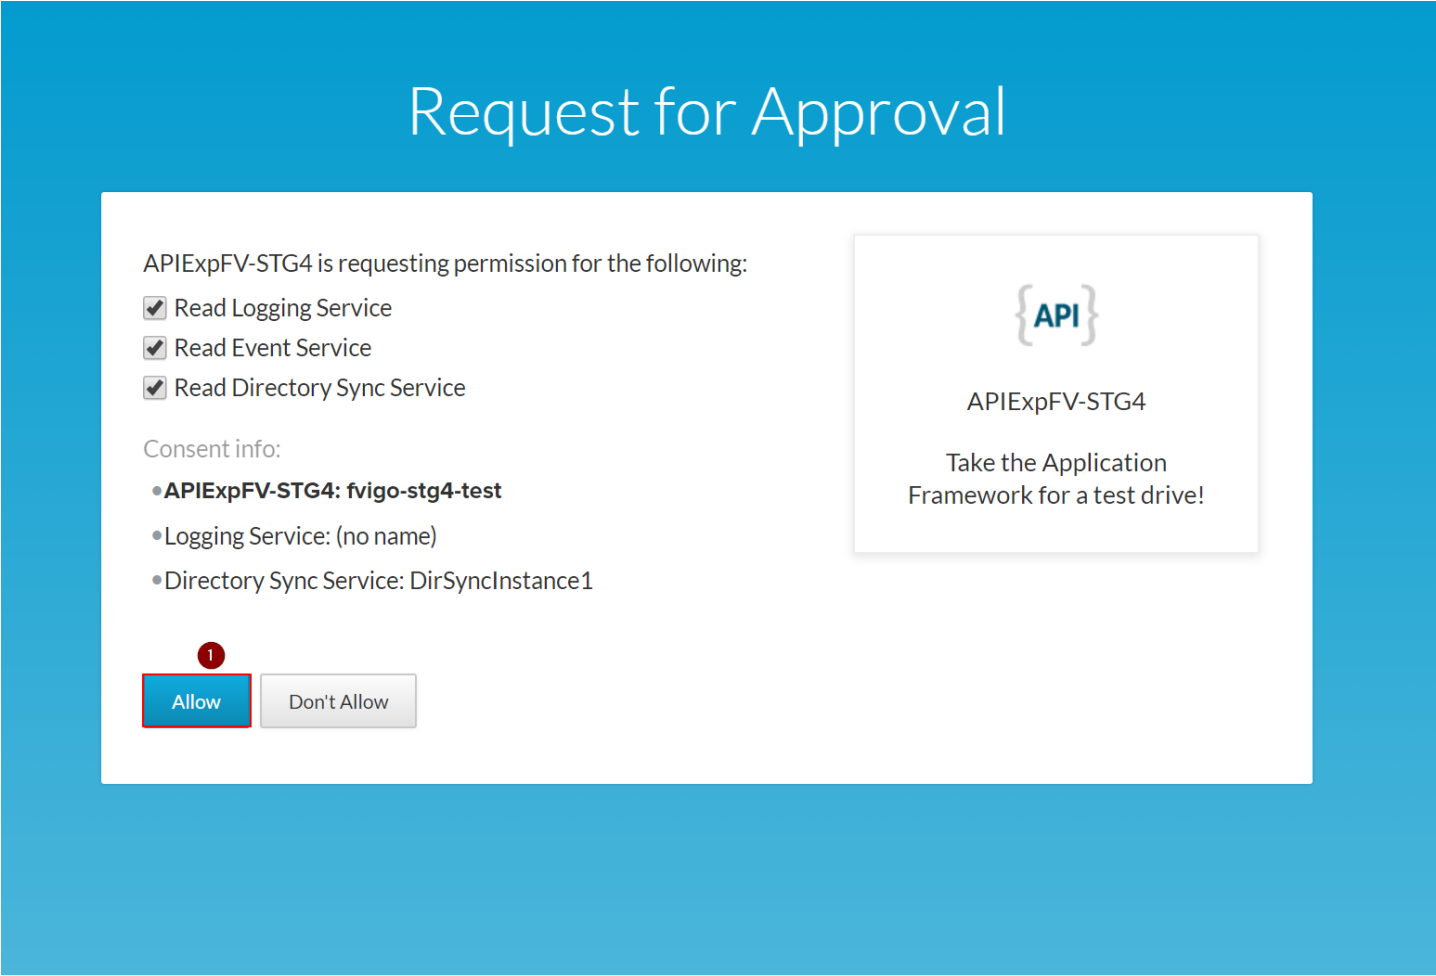 Request for Approval
APIExpFV-STG4 is requesting permission for the following:
Read Logging Service
Read Event Service
Read Directory Sync Service
Consent info:
APIExpFV-STG4: fvigo-stg4-test
Logging Service: (no name)
Directory Sync Service: DirSyncInstance1
1
Allow
Don't Allow
{API}
APIExpFV-STG4
Take the Application
Framework for a test drive!